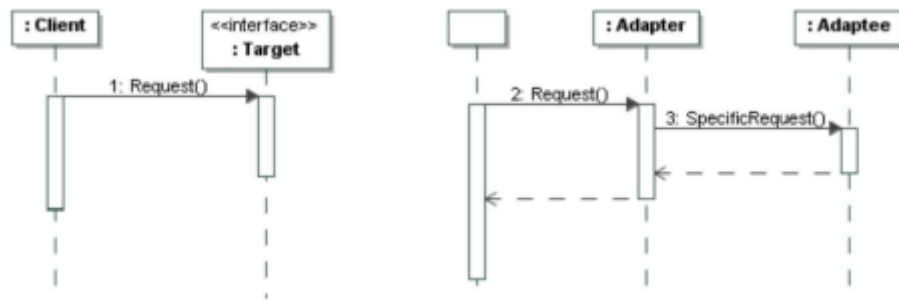 : Client
<<interface>>
: Target
: Adapter
: Adaptee
1: Request()
2: Request()
3: SpecificRequest()